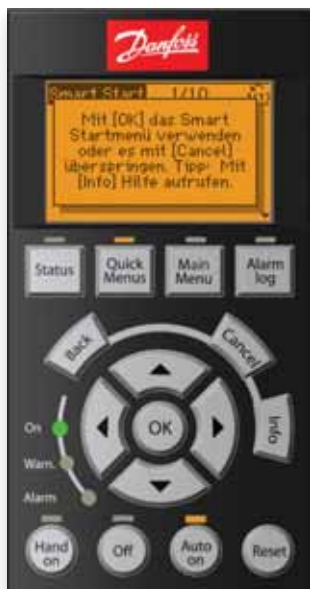 Danfoss
Smart Start 1/10
Mit [OK] das Smart
Startmenü verwenden
oder es mit [Cancel]
überspringen. Tipp: Mit
[Info] Hilfe aufrufen.
Status
Quick
Menus
Main
Menu
Alarm
log
Back
Cancel
Info
OK
On
Warn.
Alarm
Hand
on
Off
Auto
on
Reset